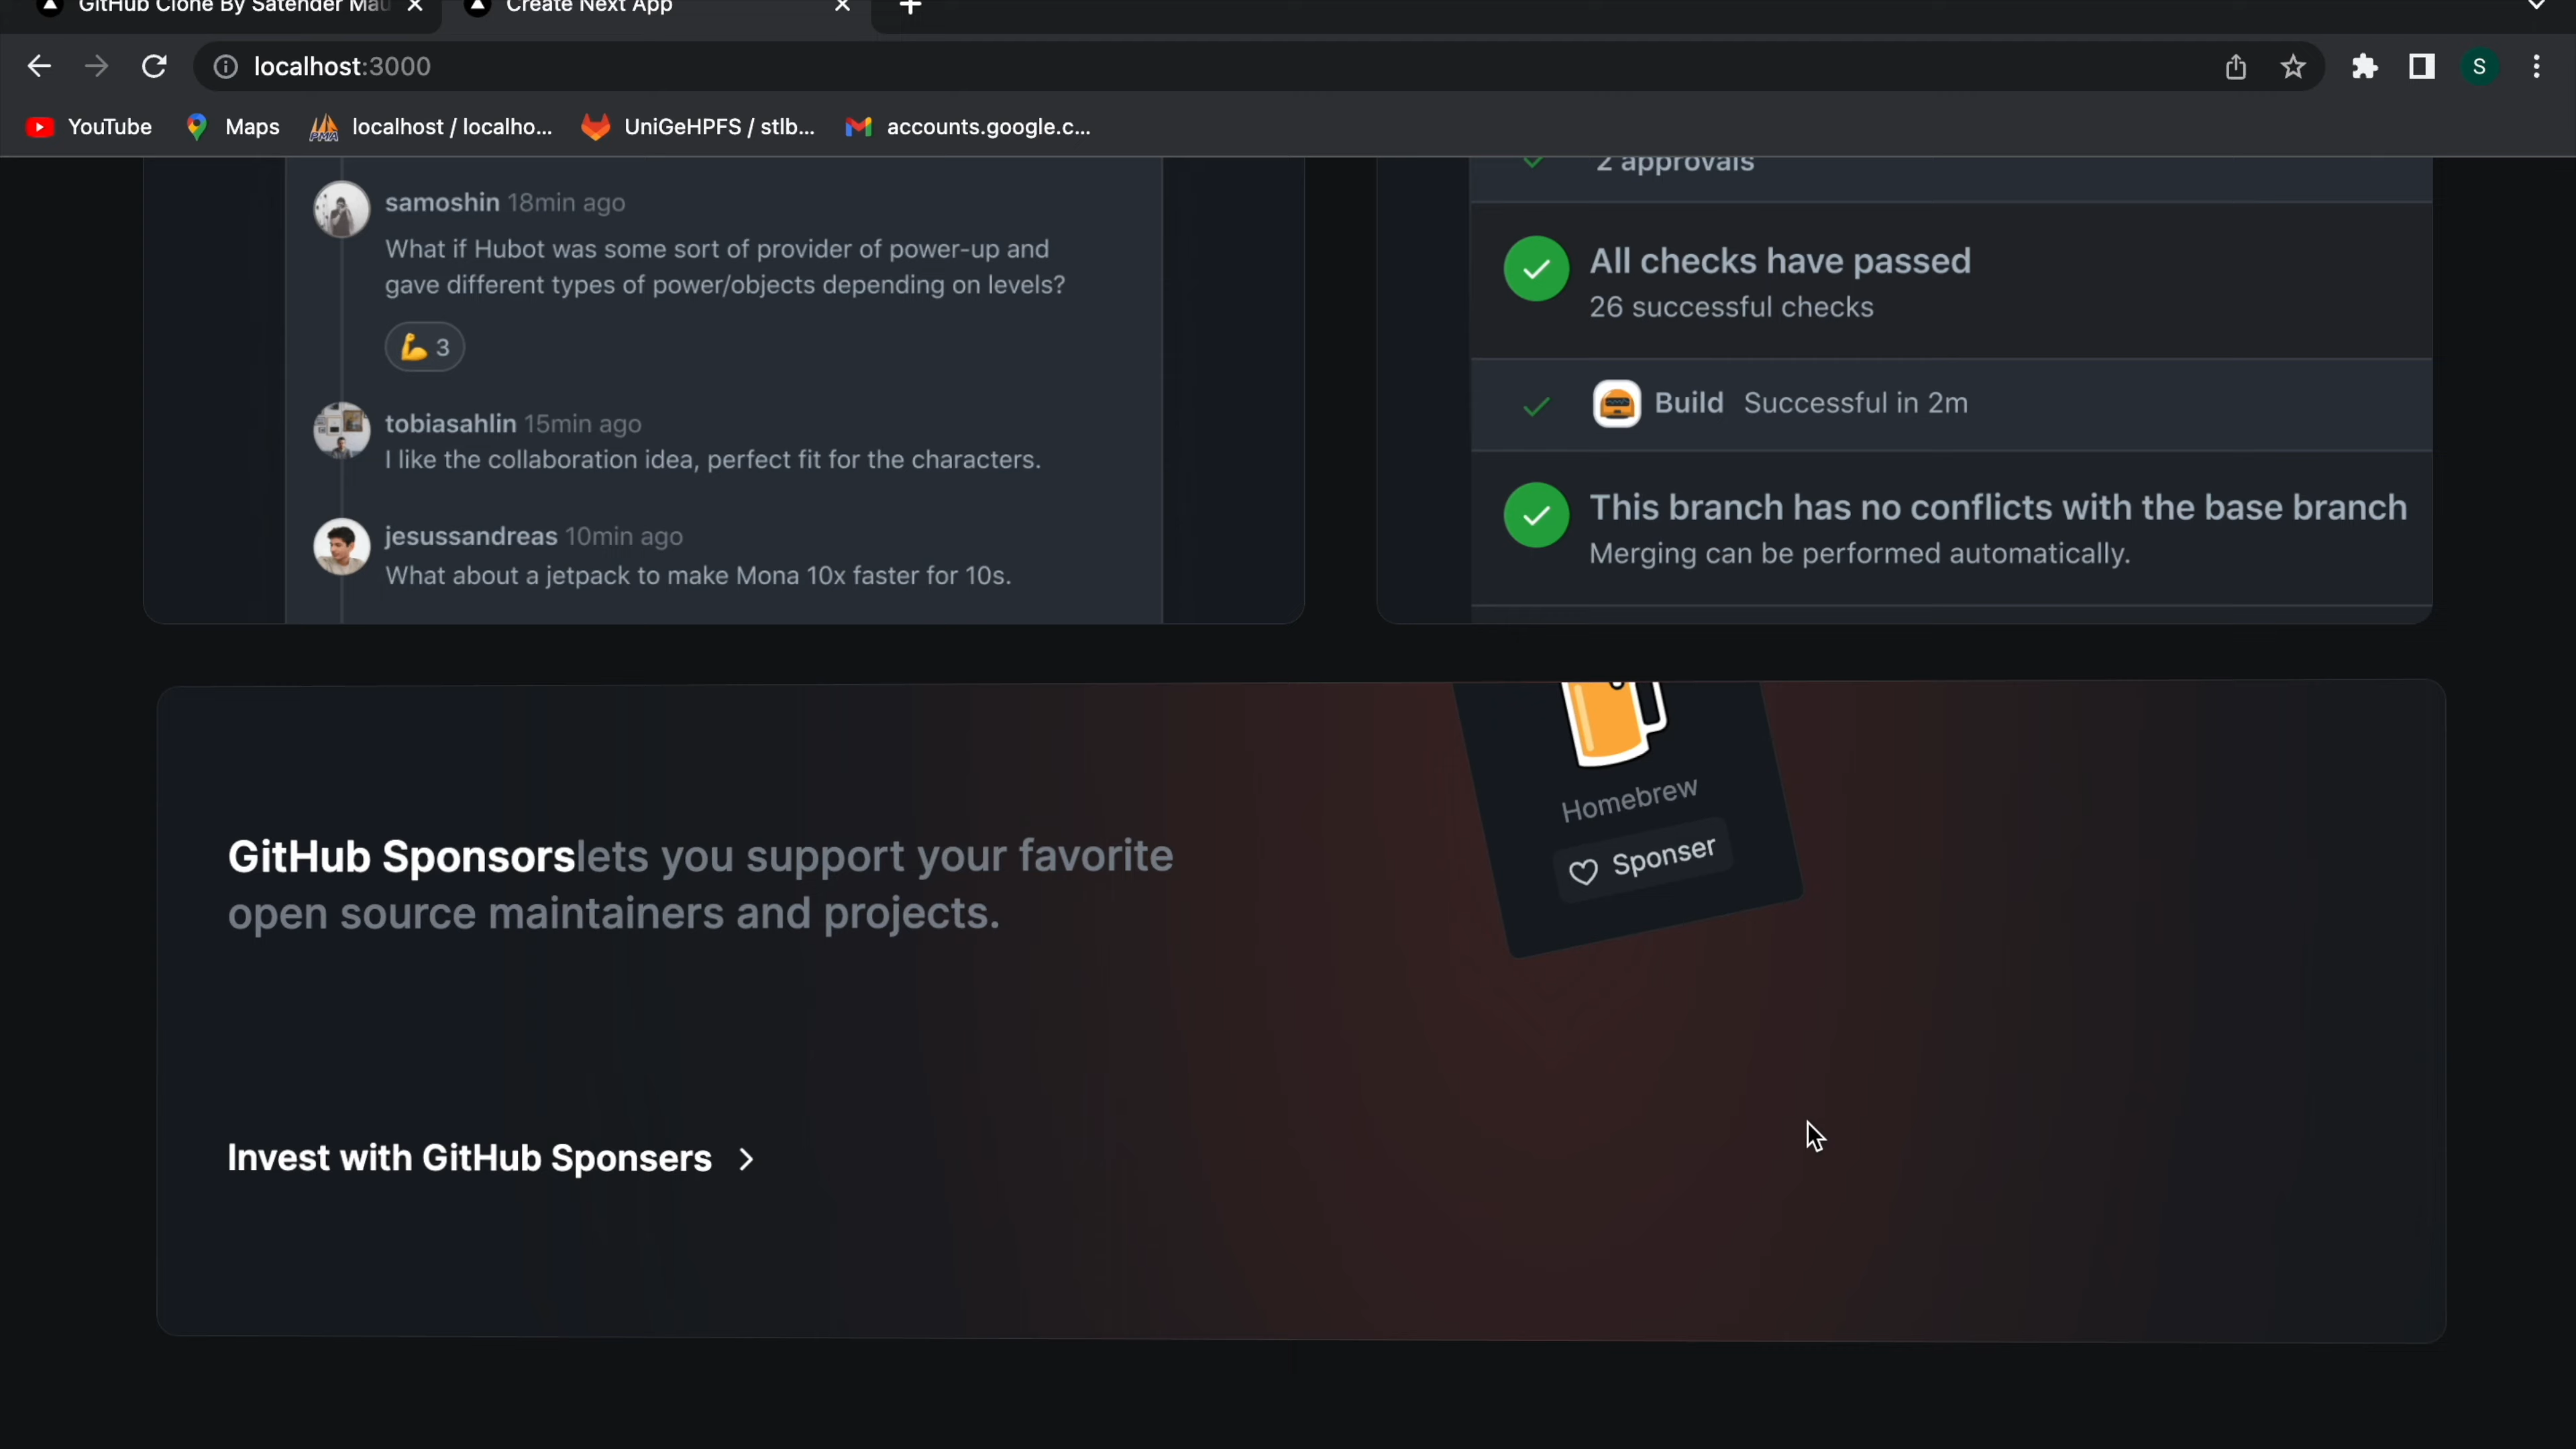 GitHub Clone By Satender Mau
Create Next App
localhost:3000
S
YouTube
Maps
localhost / localho...
UniGeHPFS / stlb...
accounts.google.c...
samoshin 18min ago
What if Hubot was some sort of provider of power-up and
gave different types of power/objects depending on levels?
💪 3
tobiasahlin 15min ago
I like the collaboration idea, perfect fit for the characters.
jesussandreas 10min ago
What about a jetpack to make Mona 10x faster for 10s.
2 approvals
All checks have passed
26 successful checks
Build Successful in 2m
This branch has no conflicts with the base branch
Merging can be performed automatically.
GitHub Sponsorslets you support your favorite
open source maintainers and projects.
Invest with GitHub Sponsers
Homebrew
Sponser